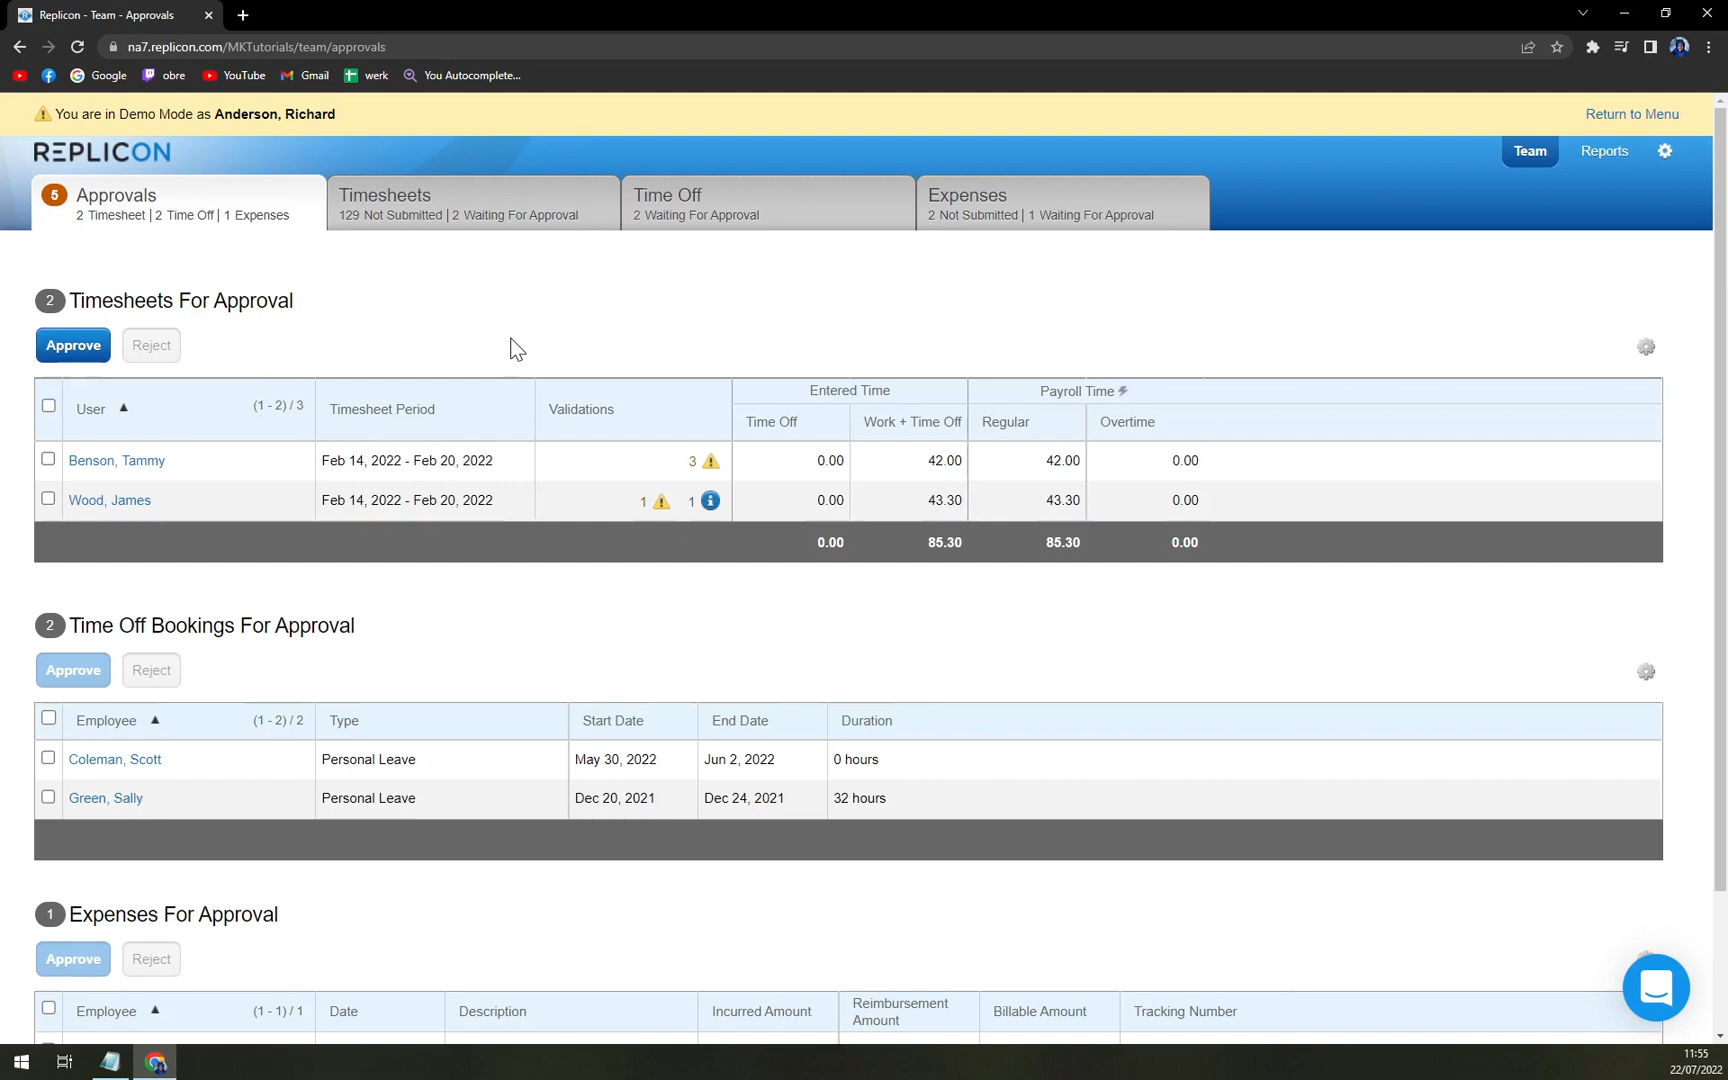 Replicon - Team - Approvals
na7.replicon.com/MKTutorials/team/approvals
Google obre YouTube Gmail werk You Autocomplete...
You are in Demo Mode as Anderson, Richard Return to Menu
REPLICON Team Reports
5 Approvals Timesheets Time Off Expenses
2 Timesheet | 2 Time Off | 1 Expenses 129 Not Submitted | 2 Waiting For Approval 2 Waiting For Approval 2 Not Submitted | 1 Waiting For Approval
2 Timesheets For Approval
Approve Reject
Entered Time Payroll Time
User (1 - 2) / 3 Timesheet Period Validations Time Off Work + Time Off Regular Overtime
Benson, Tammy Feb 14, 2022 - Feb 20, 2022 3 0.00 42.00 42.00 0.00
Wood, James Feb 14, 2022 - Feb 20, 2022 1 1 0.00 43.30 43.30 0.00
0.00 85.30 85.30 0.00
2 Time Off Bookings For Approval
Approve Reject
Employee (1 - 2) / 2 Type Start Date End Date Duration
Coleman, Scott Personal Leave May 30, 2022 Jun 2, 2022 0 hours
Green, Sally Personal Leave Dec 20, 2021 Dec 24, 2021 32 hours
1 Expenses For Approval
Approve Reject
Employee (1 - 1) / 1 Date Description Incurred Amount Reimbursement Amount Billable Amount Tracking Number
11:55
22/07/2022